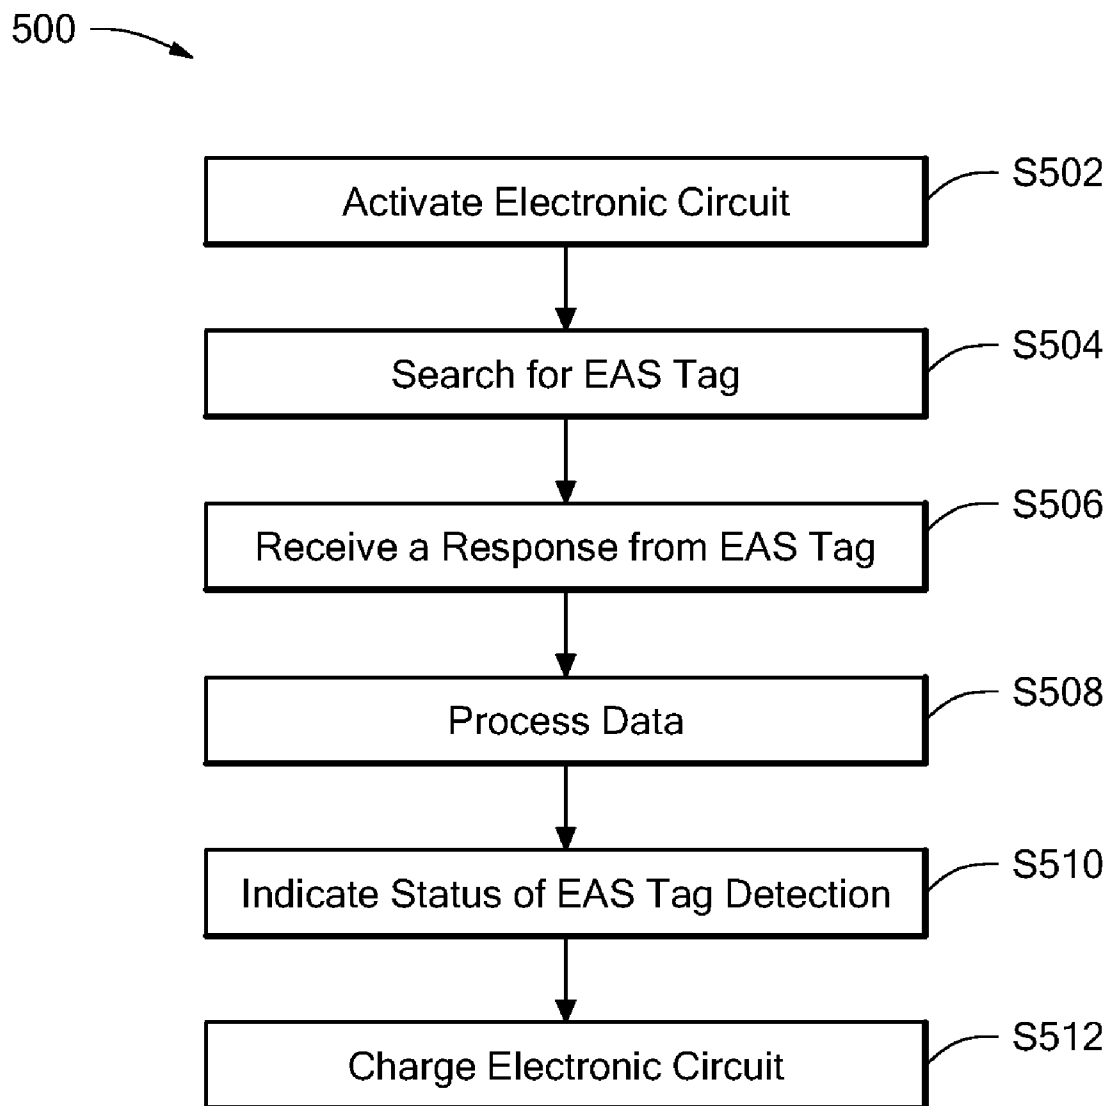 500
Activate Electronic Circuit
S502
Search for EAS Tag
S504
Receive a Response from EAS Tag
S506
Process Data
S508
Indicate Status of EAS Tag Detection
S510
Charge Electronic Circuit
S512